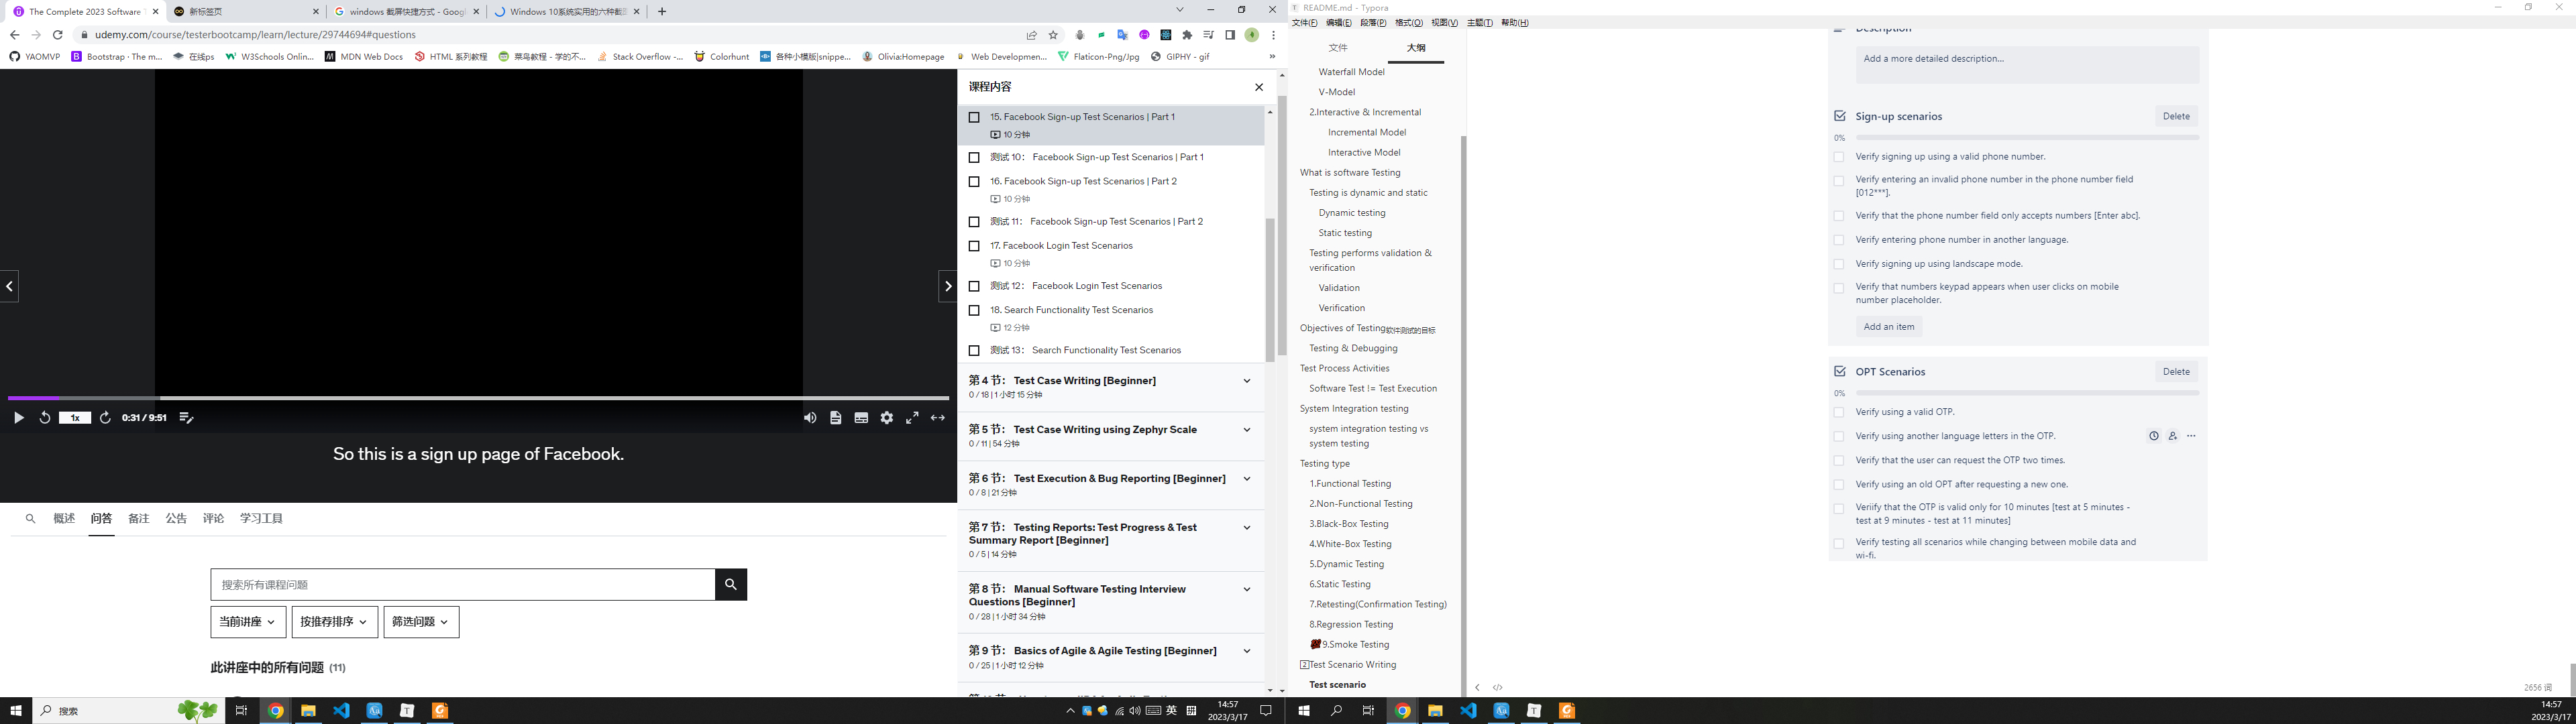 The Complete 2023 Software T
新标签页
windows 截屏快捷方式 - Googl
Windows 10系统实用的六种截
udemy.com/course/testerbootcamp/learn/lecture/29744694#questions
YAOMVP
Bootstrap · The m...
在线ps
W3Schools Onlin...
MDN Web Docs
HTML 系列教程
菜鸟教程 - 学的不...
Stack Overflow -...
Colorhunt
各种小模版|snippe...
Olivia:Homepage
Web Developmen...
Flaticon-Png/Jpg
GIPHY - gif
»
1x
0:31 / 9:51
So this is a sign up page of Facebook.
概述
问答
备注
公告
评论
学习工具
搜索所有课程问题
当前讲座
按推荐排序
筛选问题
此讲座中的所有问题 (11)
课程内容
15. Facebook Sign-up Test Scenarios | Part 1
10 分钟
测试 10： Facebook Sign-up Test Scenarios | Part 1
16. Facebook Sign-up Test Scenarios | Part 2
10 分钟
测试 11： Facebook Sign-up Test Scenarios | Part 2
17. Facebook Login Test Scenarios
10 分钟
测试 12： Facebook Login Test Scenarios
18. Search Functionality Test Scenarios
12 分钟
测试 13： Search Functionality Test Scenarios
第 4 节： Test Case Writing [Beginner]
0 / 18 | 1 小时 15 分钟
第 5 节： Test Case Writing using Zephyr Scale
0 / 11 | 54 分钟
第 6 节： Test Execution & Bug Reporting [Beginner]
0 / 8 | 21 分钟
第 7 节： Testing Reports: Test Progress & Test
Summary Report [Beginner]
0 / 5 | 14 分钟
第 8 节： Manual Software Testing Interview
Questions [Beginner]
0 / 28 | 1 小时 34 分钟
第 9 节： Basics of Agile & Agile Testing [Beginner]
0 / 25 | 1 小时 12 分钟
搜索
英
14:57
2023/3/17
README.md - Typora
文件(F)
编辑(E)
段落(P)
格式(O)
视图(V)
主题(T)
帮助(H)
文件
大纲
Waterfall Model
V-Model
2.Interactive & Incremental
Incremental Model
Interactive Model
What is software Testing
Testing is dynamic and static
Dynamic testing
Static testing
Testing performs validation &
verification
Validation
Verification
Objectives of Testing软件测试的目标
Testing & Debugging
Test Process Activities
Software Test != Test Execution
System Integration testing
system integration testing vs
system testing
Testing type
1.Functional Testing
2.Non-Functional Testing
3.Black-Box Testing
4.White-Box Testing
5.Dynamic Testing
6.Static Testing
7.Retesting(Confirmation Testing)
8.Regression Testing
9.Smoke Testing
2Test Scenario Writing
Test scenario
Description
Add a more detailed description...
Sign-up scenarios
Delete
0%
Verify signing up using a valid phone number.
Verify entering an invalid phone number in the phone number field
[012***].
Verify that the phone number field only accepts numbers [Enter abc].
Verify entering phone number in another language.
Verify signing up using landscape mode.
Verify that numbers keypad appears when user clicks on mobile
number placeholder.
Add an item
OPT Scenarios
Delete
0%
Verify using a valid OTP.
Verify using another language letters in the OTP.
Verify that the user can request the OTP two times.
Verify using an old OPT after requesting a new one.
Veriify that the OTP is valid only for 10 minutes [test at 5 minutes -
test at 9 minutes - test at 11 minutes]
Verify testing all scenarios while changing between mobile data and
wi-fi.
2656 词
14:57
2023/3/17